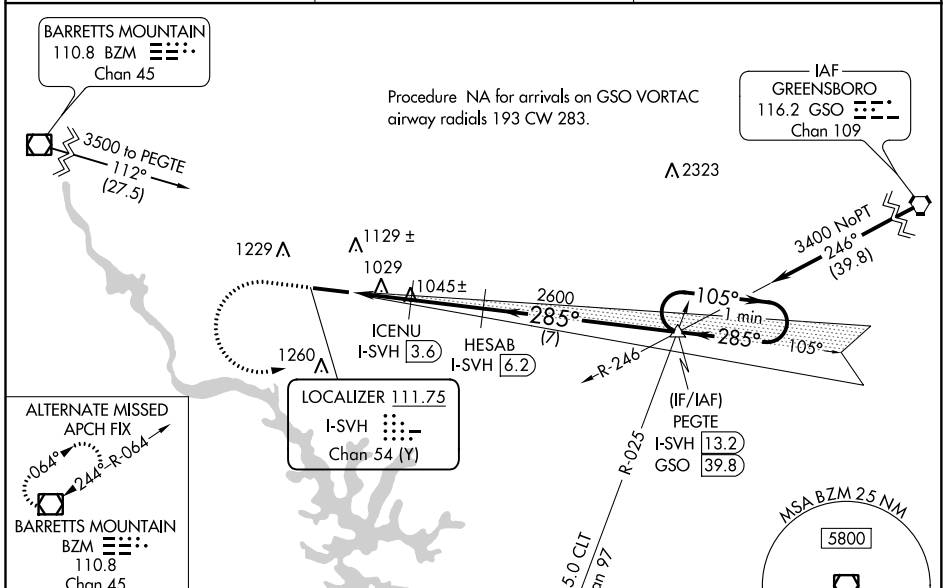 BARRETTS MOUNTAIN
110.8 BZM
Chan 45
3500 to PEGTE
112°
(27.5)
Procedure NA for arrivals on GSO VORTAC
airway radials 193 CW 283.
IAF
GREENSBORO
116.2 GSO
Chan 109
2323
3400 NoPT
246°
(39.8)
1229
1129 ±
1029
1045±
2600
285°
(7)
105°
1 min
285°
105°
ICENU
I-SVH 3.6
HESAB
I-SVH 6.2
R-246
1260
LOCALIZER 111.75
I-SVH
Chan 54 (Y)
(IF/IAF)
PEGTE
I-SVH 13.2
GSO 39.8
R-025
ALTERNATE MISSED
APCH FIX
064°
244°
R-064
BARRETTS MOUNTAIN
BZM
110.8
Chan 45
5.0 CLT
an 97
MSA BZM 25 NM
5800